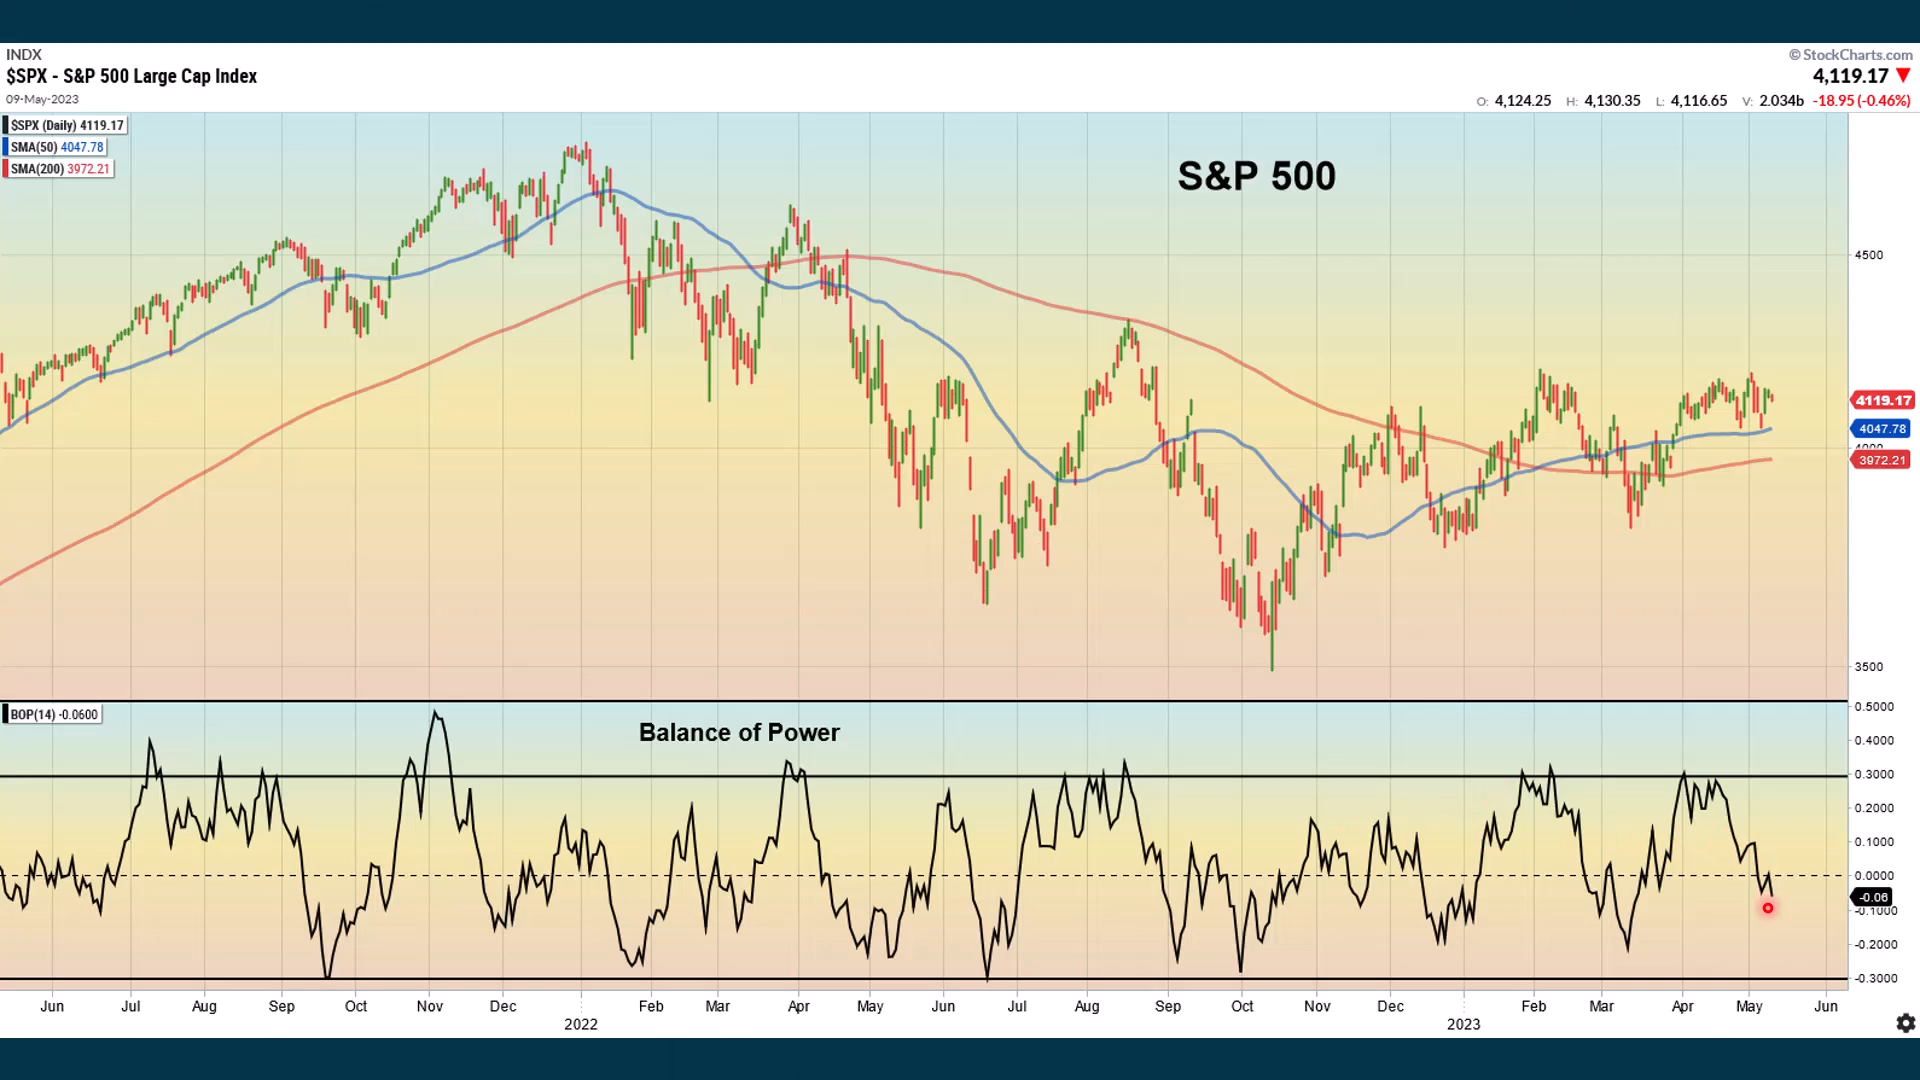 INDX
© StockCharts.com
$SPX - S&P 500 Large Cap Index
4,119.17 ▼
09-May-2023
O: 4,124.25 H: 4,130.35 L: 4,116.65 V: 2.034b -18.95 (-0.46%)
$SPX (Daily) 4119.17
SMA(50) 4047.78
SMA(200) 3972.21
S&P 500
4500
4119.17
4047.78
4000
3972.21
3500
BOP(14) -0.0600
Balance of Power
0.5000
0.4000
0.3000
0.2000
0.1000
0.0000
-0.06
-0.1000
-0.2000
-0.3000
Jun Jul Aug Sep Oct Nov Dec Feb Mar Apr May Jun Jul Aug Sep Oct Nov Dec Feb Mar Apr May Jun
2022 2023